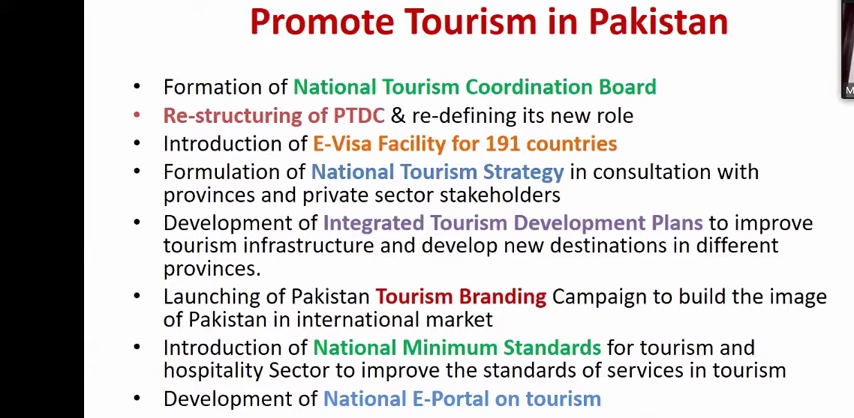 Promote Tourism in Pakistan
• Formation of National Tourism Coordination Board
• Re-structuring of PTDC & re-defining its new role
• Introduction of E-Visa Facility for 191 countries
• Formulation of National Tourism Strategy in consultation with
provinces and private sector stakeholders
• Development of Integrated Tourism Development Plans to improve
tourism infrastructure and develop new destinations in different
provinces.
• Launching of Pakistan Tourism Branding Campaign to build the image
of Pakistan in international market
• Introduction of National Minimum Standards for tourism and
hospitality Sector to improve the standards of services in tourism
• Development of National E-Portal on tourism